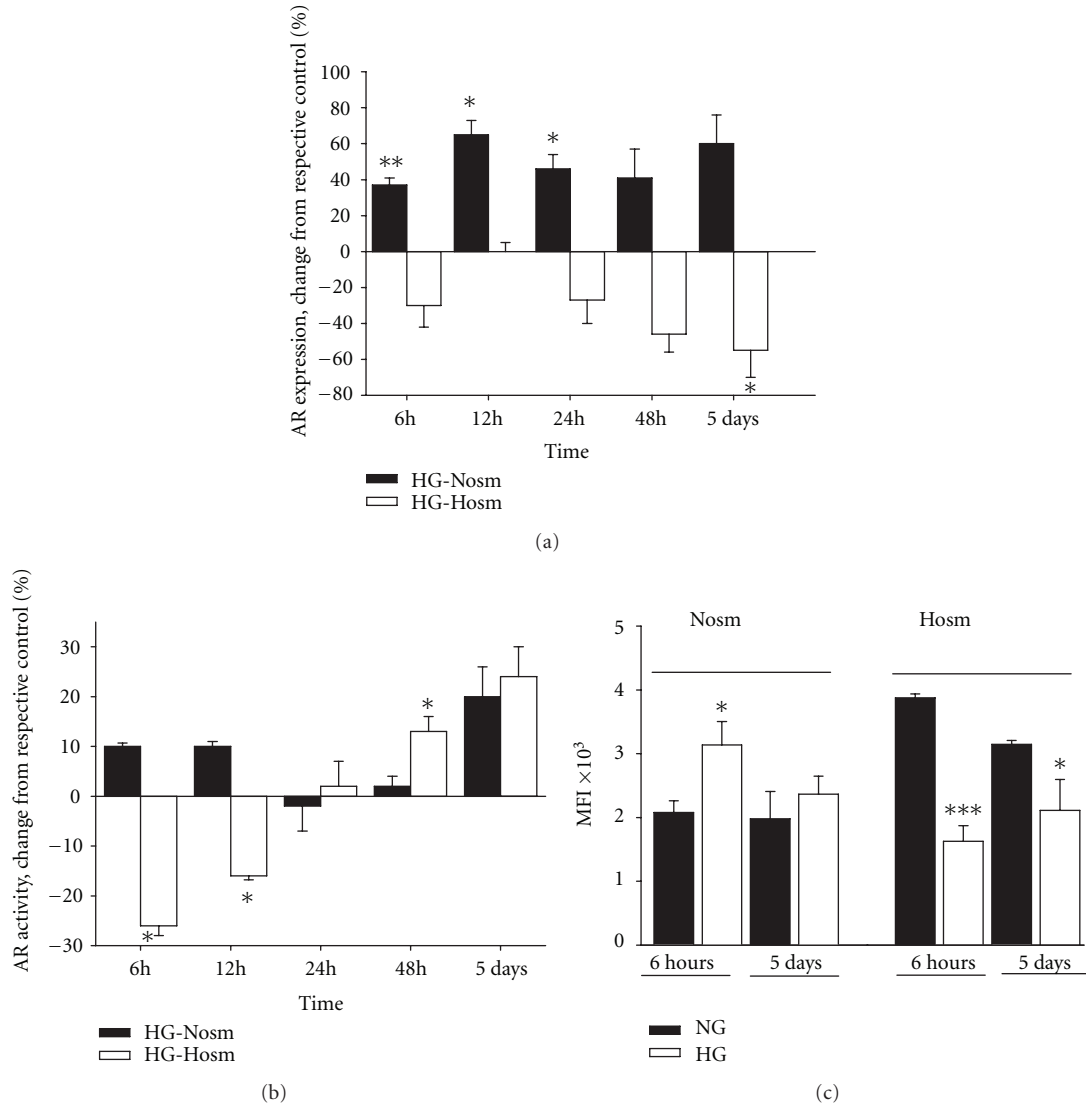 AR expression, change from respective control (%)
100
80
60
40
20
0
−20
−40
−60
−80
**
*
*
*
6h 12h 24h 48h 5 days
Time
HG-Nosm
HG-Hosm
(a)
AR activity, change from respective control (%)
30
20
10
0
−10
−20
−30
*
*
*
6h 12h 24h 48h 5 days
Time
HG-Nosm
HG-Hosm
(b)
MFI ×10³
5
4
3
2
1
0
Nosm Hosm
*
***
*
6 hours 5 days 6 hours 5 days
NG
HG
(c)